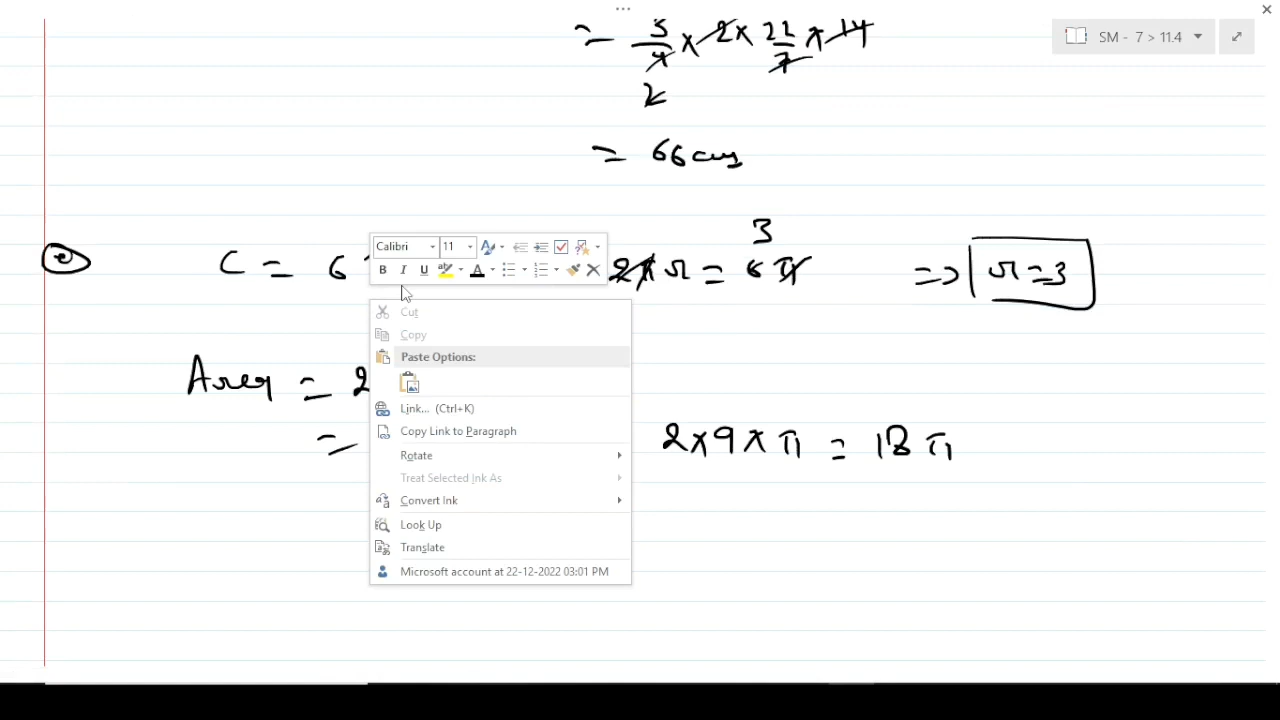 SM - 7 > 11.4
= 3/4 x 2 x 22/7 x 14
2
= 66 cm
3
② C = 6 2πr = 6π => r = 3
Calibri 11
B I U
Cut
Copy
Paste Options:
Area = 2
Link... (Ctrl+K)
Copy Link to Paragraph
= 2x9xπ = 18π
Rotate
Treat Selected Ink As
Convert Ink
Look Up
Translate
Microsoft account at 22-12-2022 03:01 PM